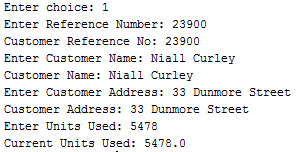 Enter choice: 1
Enter Reference Number: 23900
Customer Reference No: 23900
Enter Customer Name: Niall Curley
Customer Name: Niall Curley
Enter Customer Address: 33 Dunmore Street
Customer Address: 33 Dunmore Street
Enter Units Used: 5478
Current Units Used: 5478.0